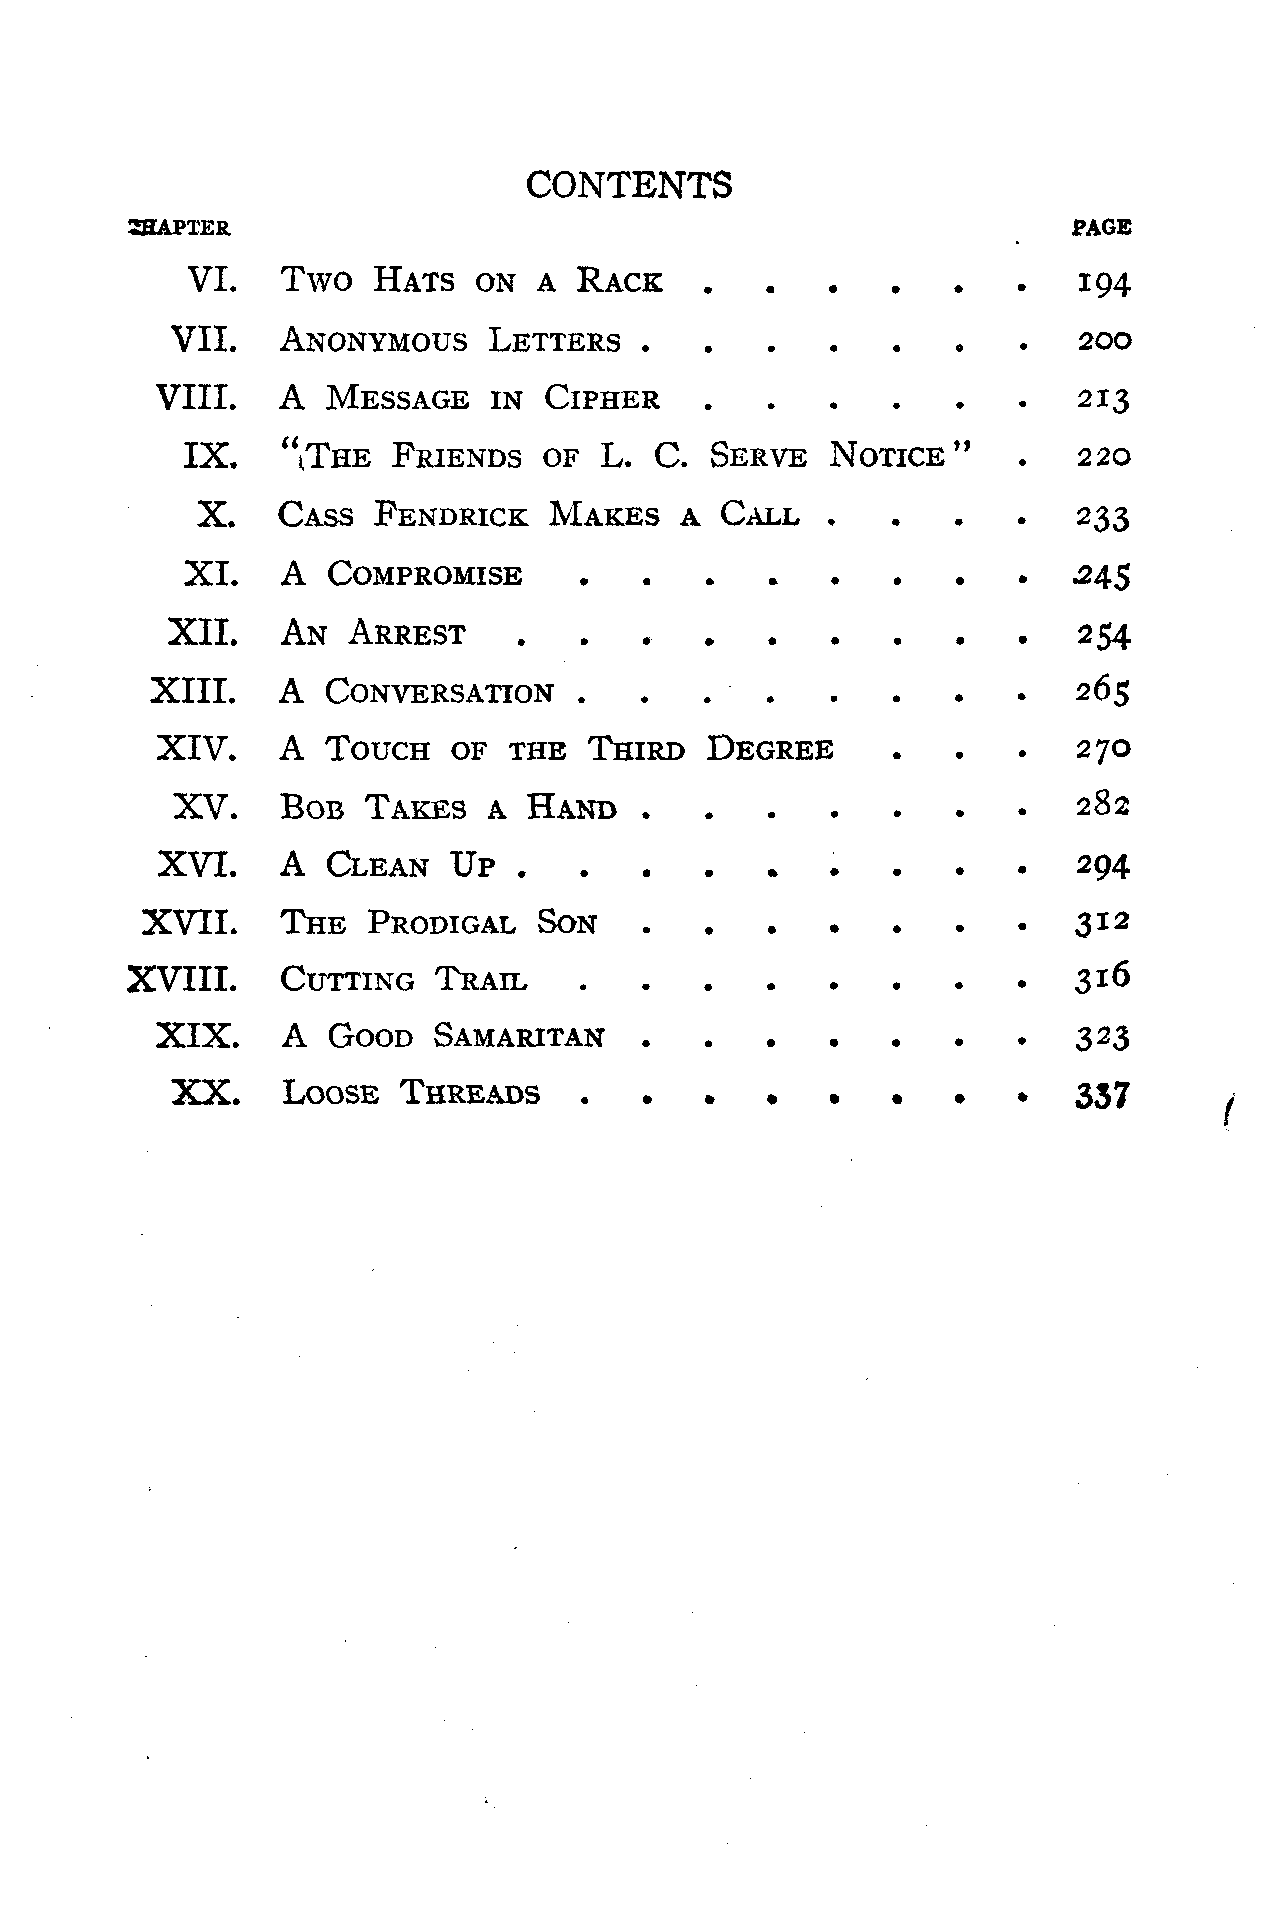 CONTENTS
CHAPTER PAGE
VI. Two Hats on a Rack . . . . . . 194
VII. Anonymous Letters . . . . . . . 200
VIII. A Message in Cipher . . . . . . 213
IX. "The Friends of L. C. Serve Notice" . 220
X. Cass Fendrick Makes a Call . . . . 233
XI. A Compromise . . . . . . . . 245
XII. An Arrest . . . . . . . . . 254
XIII. A Conversation . . . . . . . . 265
XIV. A Touch of the Third Degree . . . 270
XV. Bob Takes a Hand . . . . . . . 282
XVI. A Clean Up . . . . . . . . . 294
XVII. The Prodigal Son . . . . . . . 312
XVIII. Cutting Trail . . . . . . . . 316
XIX. A Good Samaritan . . . . . . . 323
XX. Loose Threads . . . . . . . . 337